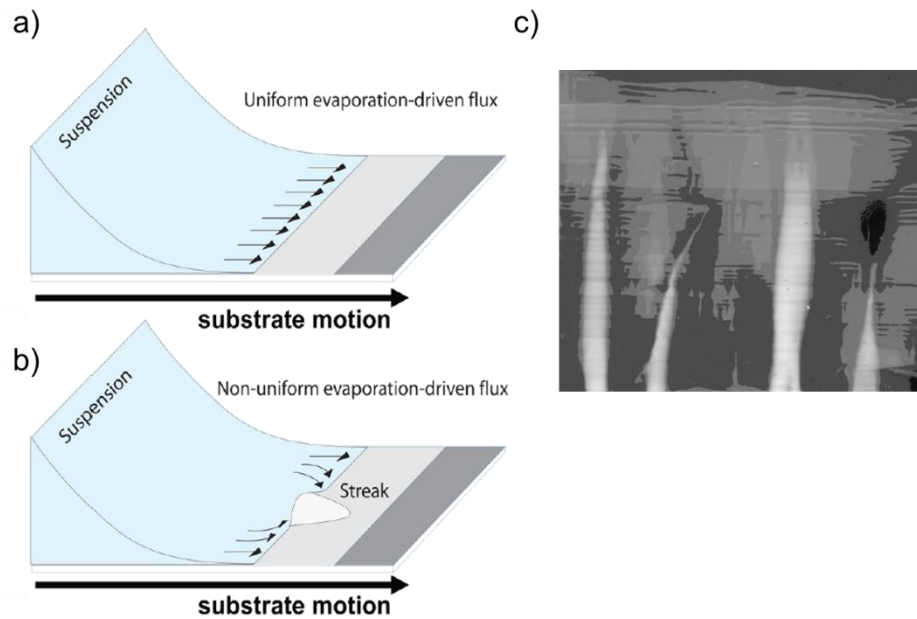 a)
Suspension
Uniform evaporation-driven flux
substrate motion
b)
Suspension
Non-uniform evaporation-driven flux
Streak
substrate motion
c)